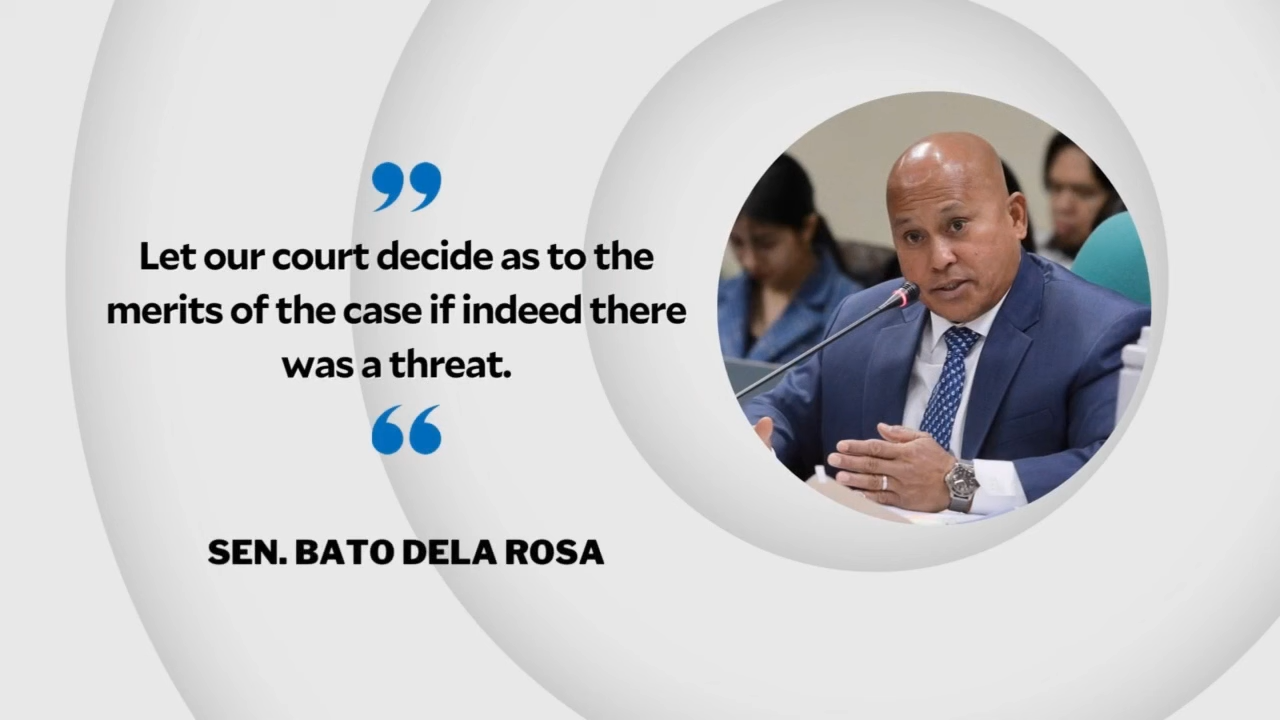 ”
Let our court decide as to the
merits of the case if indeed there
was a threat.
“
SEN. BATO DELA ROSA